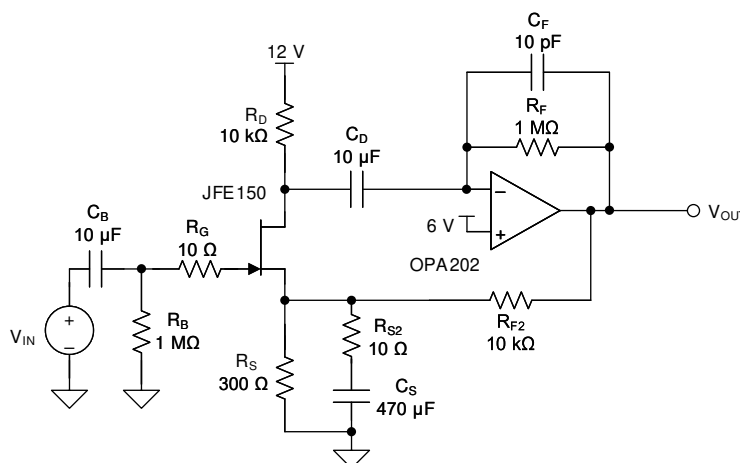 C_F
10 pF
12 V
R_F
1 MΩ
R_D
10 kΩ
C_D
10 µF
JFE150
C_B
10 µF
R_G
10 Ω
6 V
−
+
V_OUT
OPA202
V_IN
+
−
R_B
1 MΩ
R_S
300 Ω
R_S2
10 Ω
C_S
470 µF
R_F2
10 kΩ